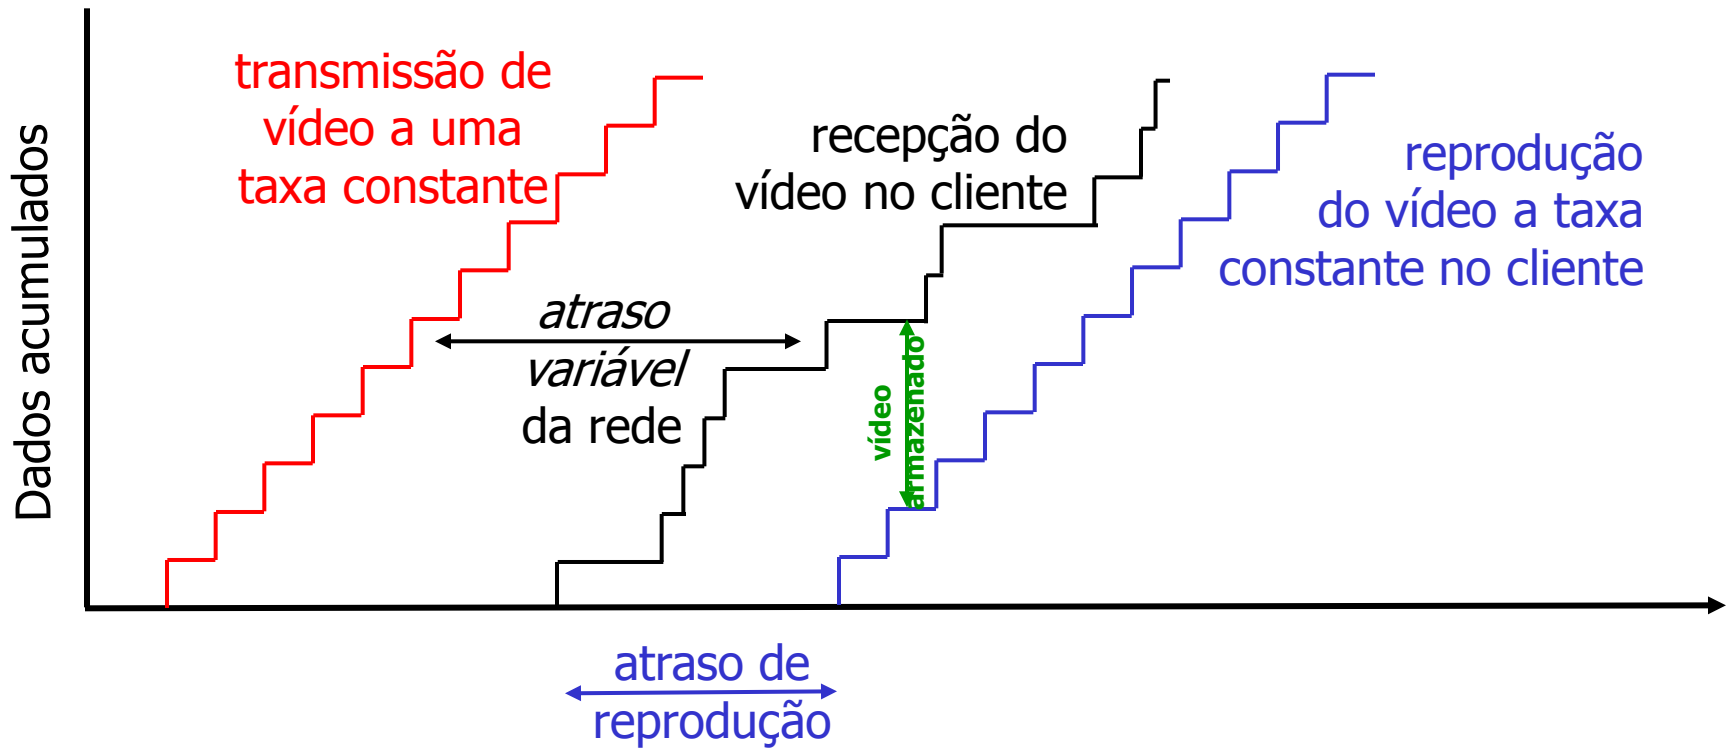 transmissão de
vídeo a uma
taxa constante
recepção do
vídeo no cliente
reprodução
do vídeo a taxa
constante no cliente
Dados acumulados
atraso
variável
da rede
vídeo
armazenado
atraso de
reprodução